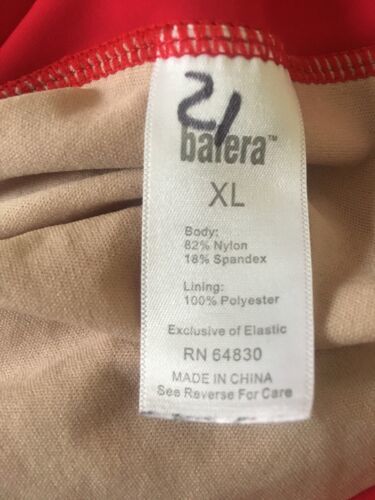 21
balera™
XL
Body:
82% Nylon
18% Spandex
Lining:
100% Polyester
Exclusive of Elastic
RN 64830
MADE IN CHINA
See Reverse For Care